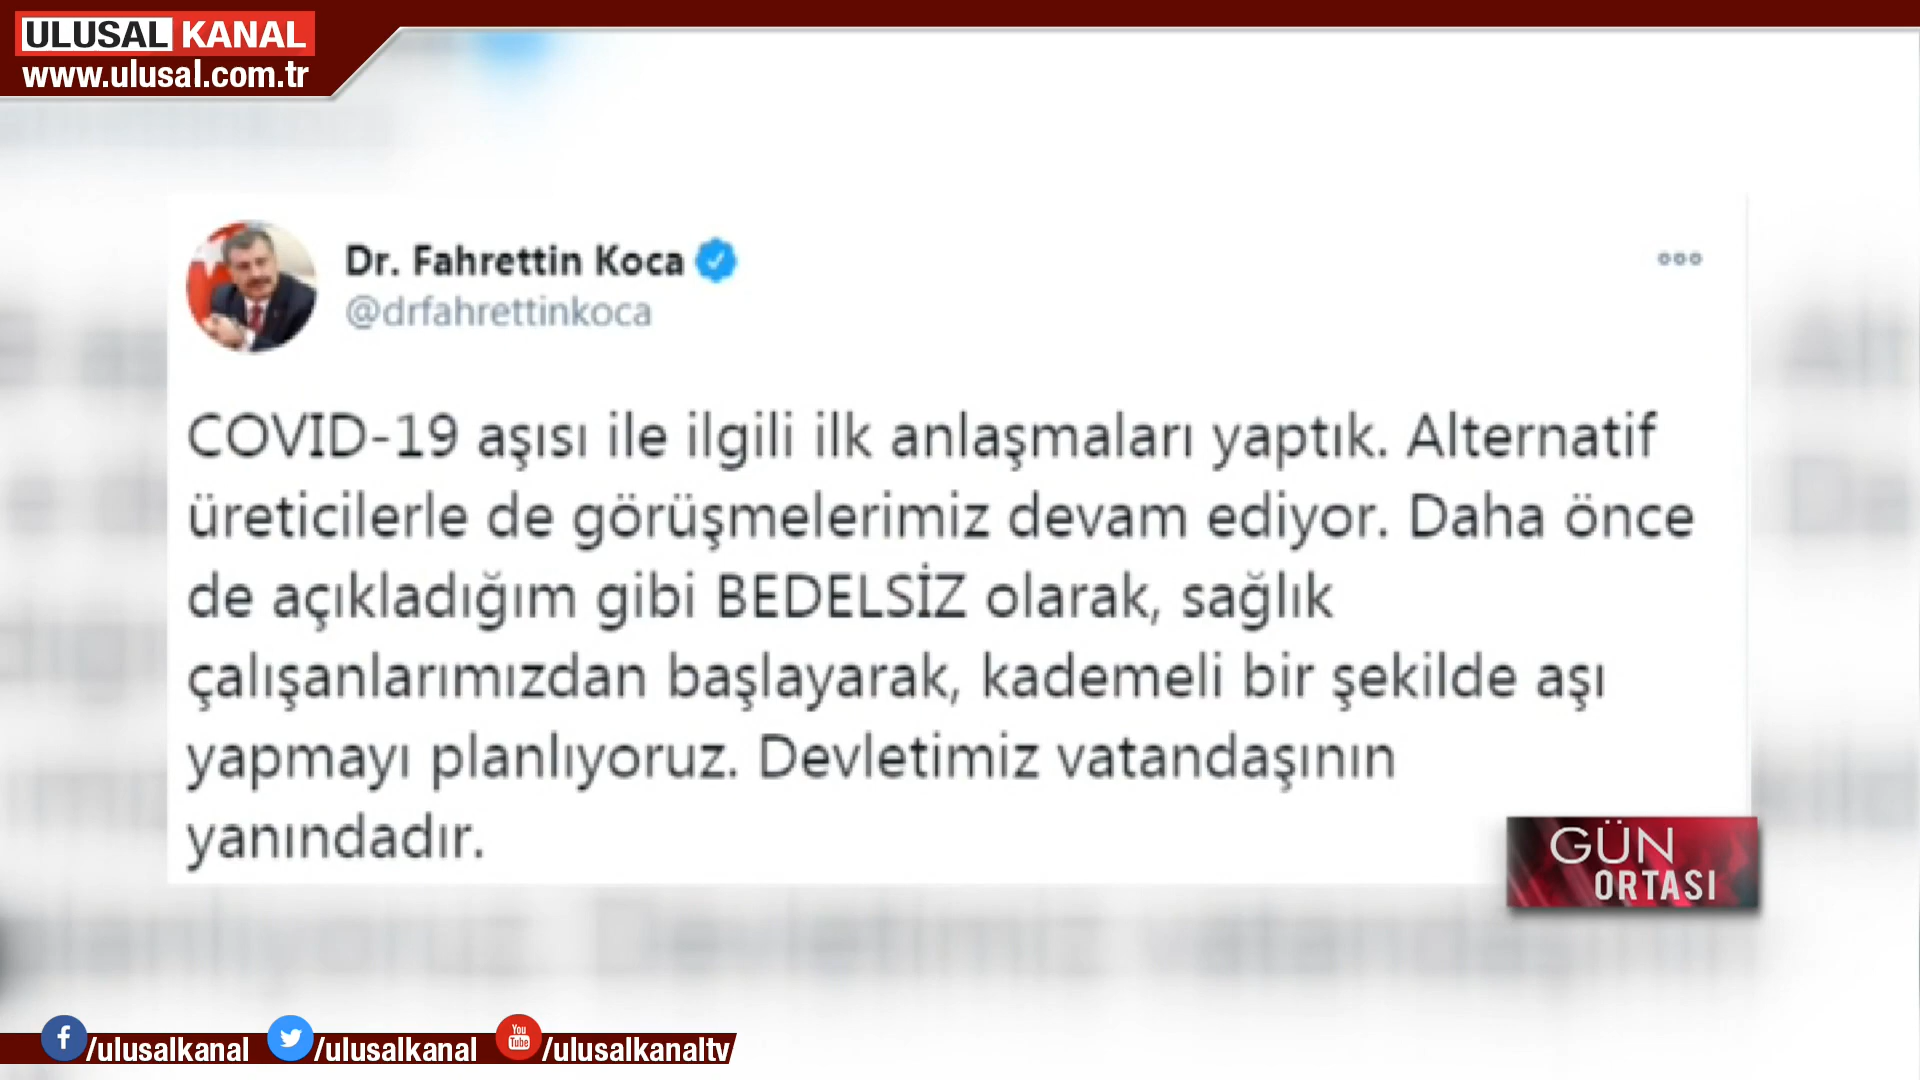 ULUSAL KANAL
www.ulusal.com.tr
Dr. Fahrettin Koca
@drfahrettinkoca
COVID-19 aşısı ile ilgili ilk anlaşmaları yaptık. Alternatif
üreticilerle de görüşmelerimiz devam ediyor. Daha önce
de açıkladığım gibi BEDELSİZ olarak, sağlık
çalışanlarımızdan başlayarak, kademeli bir şekilde aşı
yapmayı planlıyoruz. Devletimiz vatandaşının
yanındadır.
GÜN
ORTASI
/ulusalkanal /ulusalkanal You Tube /ulusalkanaltv